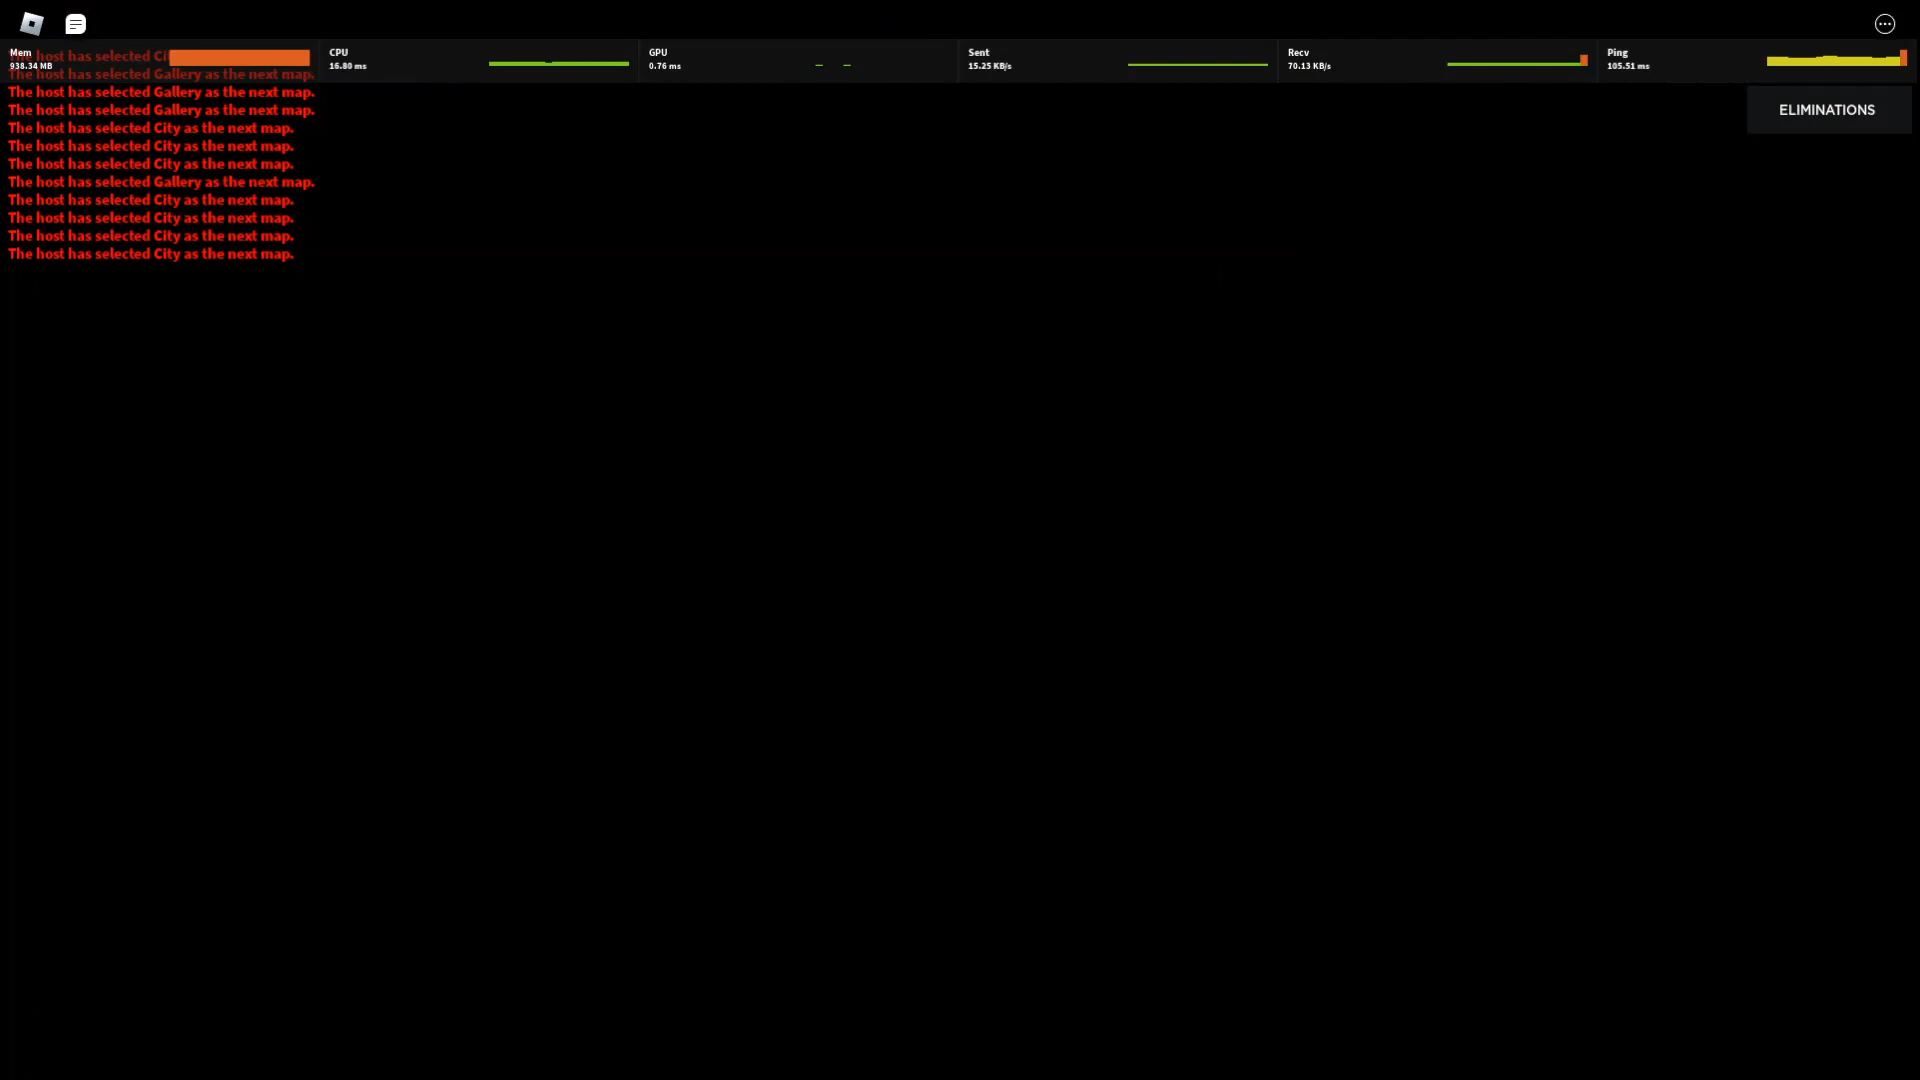 Mem CPU GPU Sent Recv Ping
938.34 MB 16.80 ms 0.76 ms 15.25 KB/s 70.13 KB/s 105.51 ms
The host has selected Ci
The host has selected Gallery as the next map.
The host has selected Gallery as the next map.
The host has selected Gallery as the next map.
The host has selected City as the next map.
The host has selected City as the next map.
The host has selected City as the next map.
The host has selected Gallery as the next map.
The host has selected City as the next map.
The host has selected City as the next map.
The host has selected City as the next map.
The host has selected City as the next map.
ELIMINATIONS